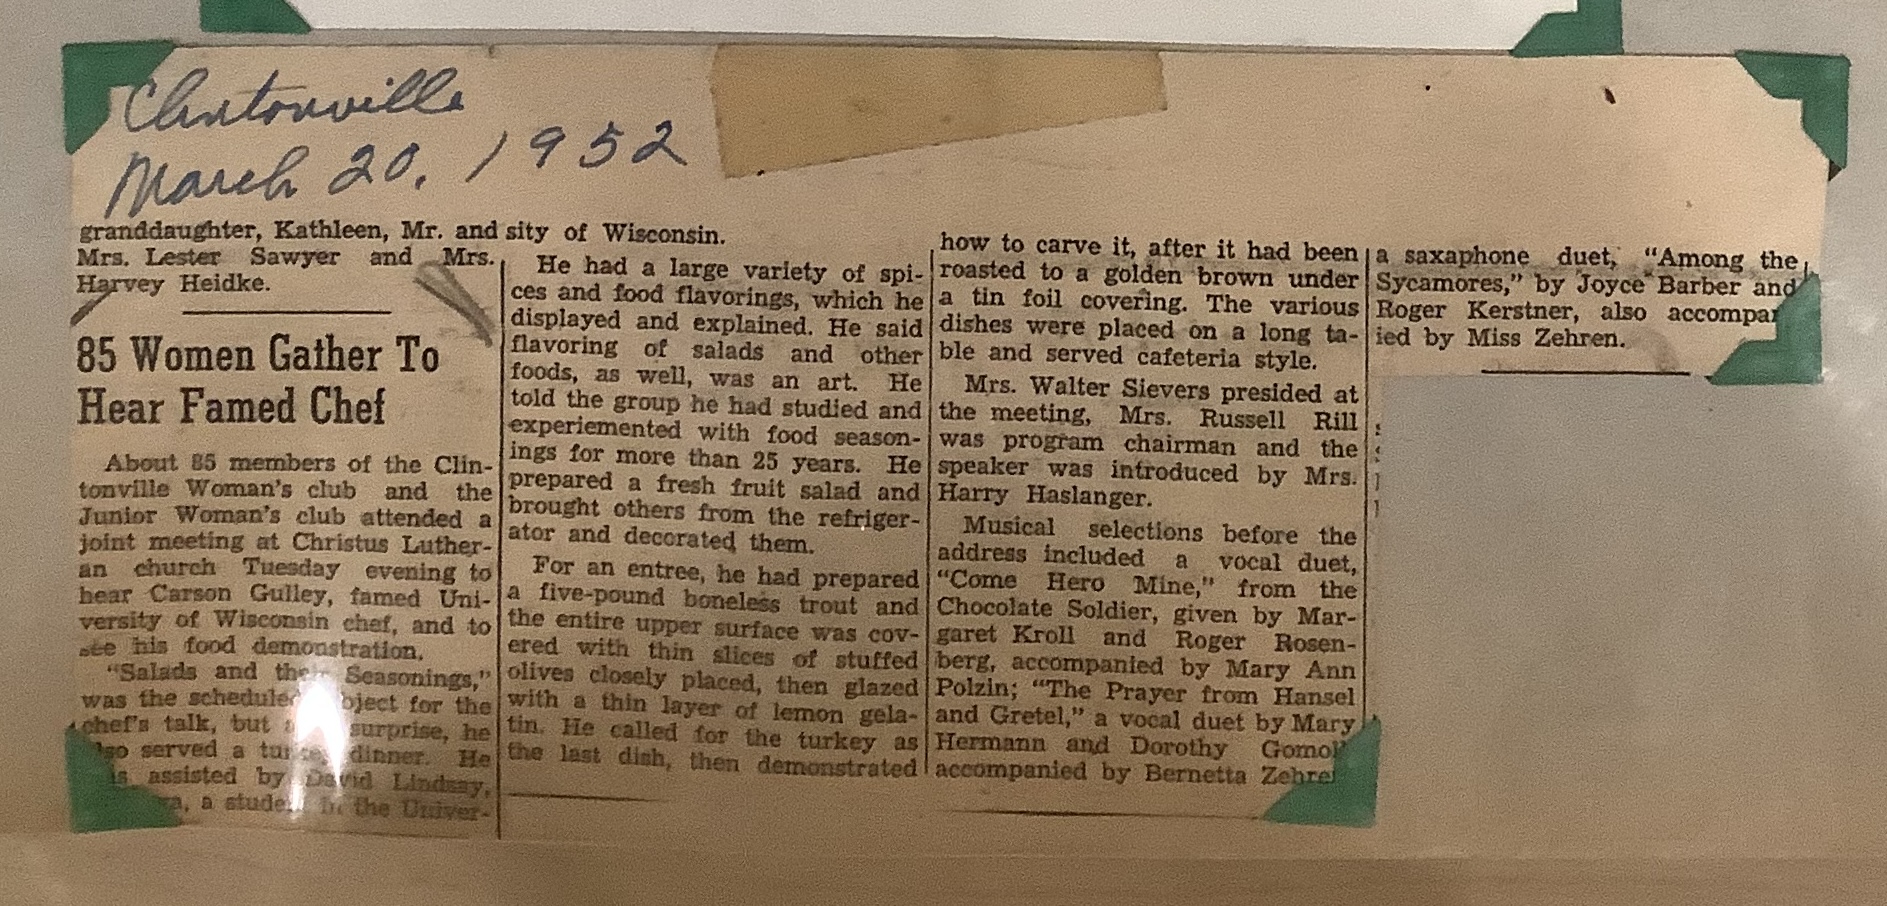 Clintonville
March 20, 1952
granddaughter, Kathleen, Mr. and
Mrs. Lester Sawyer and Mrs.
Harvey Heidke.
85 Women Gather To
Hear Famed Chef
About 85 members of the Clin-
tonville Woman's club and the
Junior Woman's club attended a
joint meeting at Christus Luther-
an church Tuesday evening to
hear Carson Gulley, famed Uni-
versity of Wisconsin chef, and to
see his food demonstration.
"Salads and their Seasonings,"
was the scheduled for the
chef's talk, but surprise, he
served a dinner. He
assisted by David Lindsay,
a student in the Univer-
sity of Wisconsin.
He had a large variety of spi-
ces and food flavorings, which he
displayed and explained. He said
flavoring of salads and other
foods, as well, was an art. He
told the group he had studied and
experiemented with food season-
ings for more than 25 years. He
prepared a fresh fruit salad and
brought others from the refriger-
ator and decorated them.
For an entree, he had prepared
a five-pound boneless trout and
the entire upper surface was cov-
ered with thin slices of stuffed
olives closely placed, then glazed
with a thin layer of lemon gela-
tin. He called for the turkey as
the last dish, then demonstrated
how to carve it, after it had been
roasted to a golden brown under
a tin foil covering. The various
dishes were placed on a long ta-
ble and served cafeteria style.
Mrs. Walter Sievers presided at
the meeting, Mrs. Russell Rill
was program chairman and the
speaker was introduced by Mrs.
Harry Haslanger.
Musical selections before the
address included a vocal duet,
"Come Hero Mine," from the
Chocolate Soldier, given by Mar-
garet Kroll and Roger Rosen-
berg, accompanied by Mary Ann
Polzin; "The Prayer from Hansel
and Gretel," a vocal duet by Mary
Hermann and Dorothy
accompanied by Bernetta
a saxaphone duet, "Among the
Sycamores," by Joyce Barber and
Roger Kerstner, also accompan
ied by Miss Zehren.